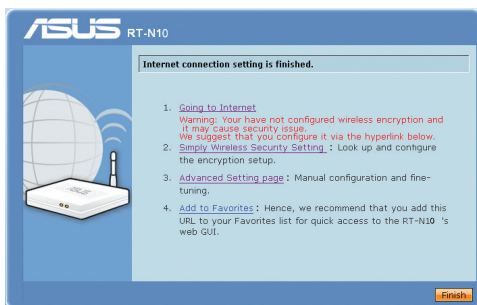 ASUS RT-N10
Internet connection setting is finished.
1. Going to Internet
Warning: Your have not configured wireless encryption and
it may cause security issue.
We suggest that you configure it via the hyperlink below.
2. Simply Wireless Security Setting : Look up and configure
the encryption setup.
3. Advanced Setting page : Manual configuration and fine-
tuning.
4. Add to Favorites : Hence, we recommend that you add this
URL to your Favorites list for quick access to the RT-N10 's
web GUI.
Finish